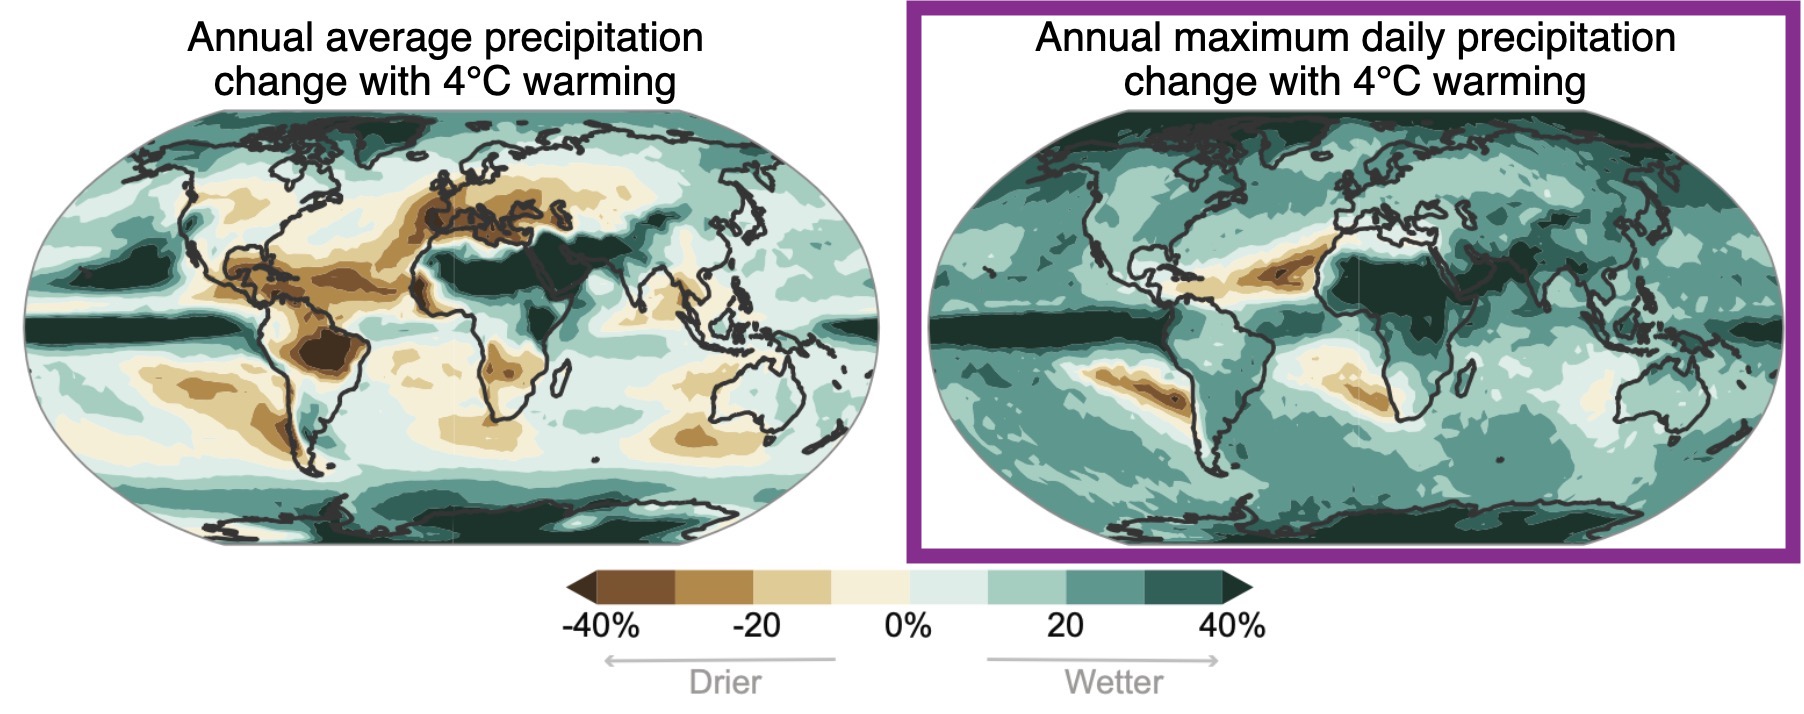 Annual average precipitation
change with 4°C warming
Annual maximum daily precipitation
change with 4°C warming
-40% -20 0% 20 40%
Drier Wetter